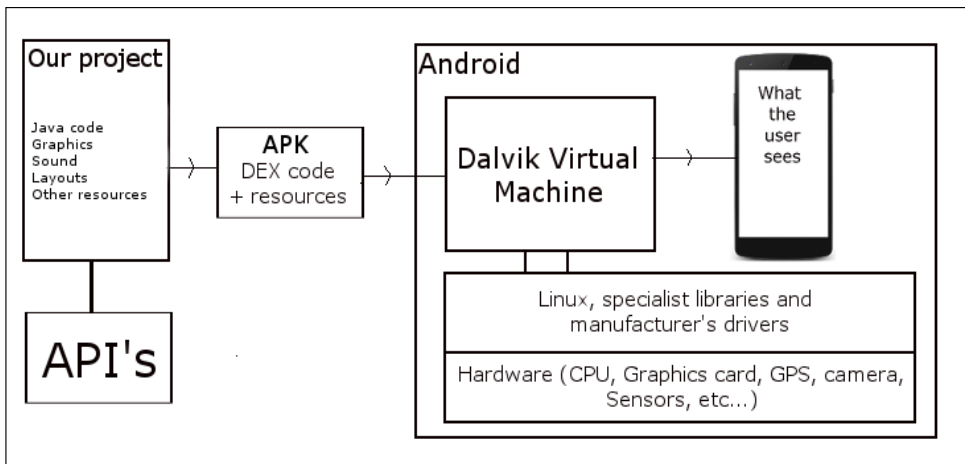 Our project
Java code
Graphics
Sound
Layouts
Other resources
API's
APK
DEX code
+ resources
Android
Dalvik Virtual
Machine
What
the
user
sees
Linux, specialist libraries and
manufacturer's drivers
Hardware (CPU, Graphics card, GPS, camera,
Sensors, etc...)